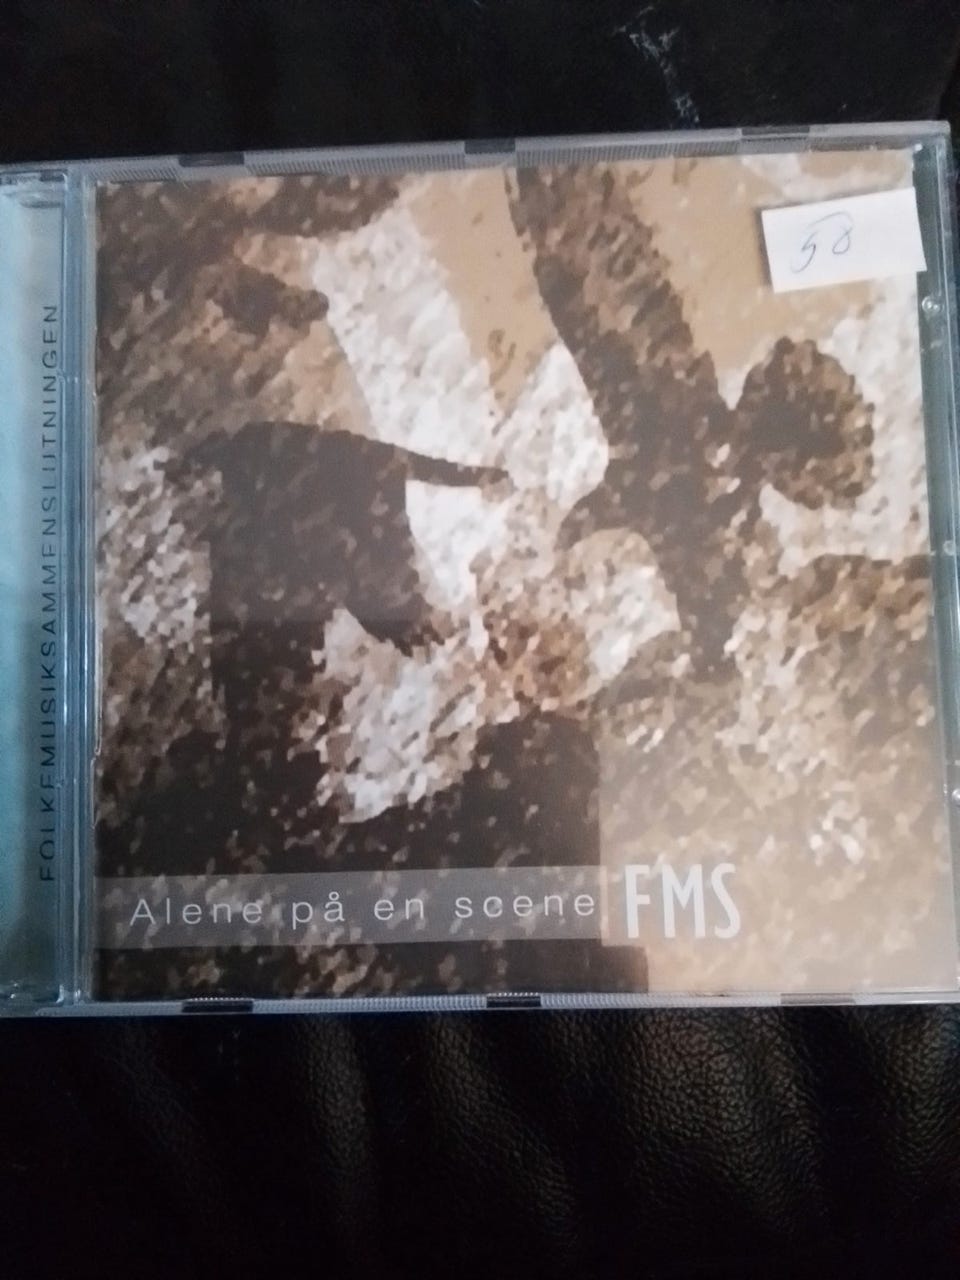 FOLKEMUSIKSAMMENSLUTNINGEN
58
Alene på en scene FMS